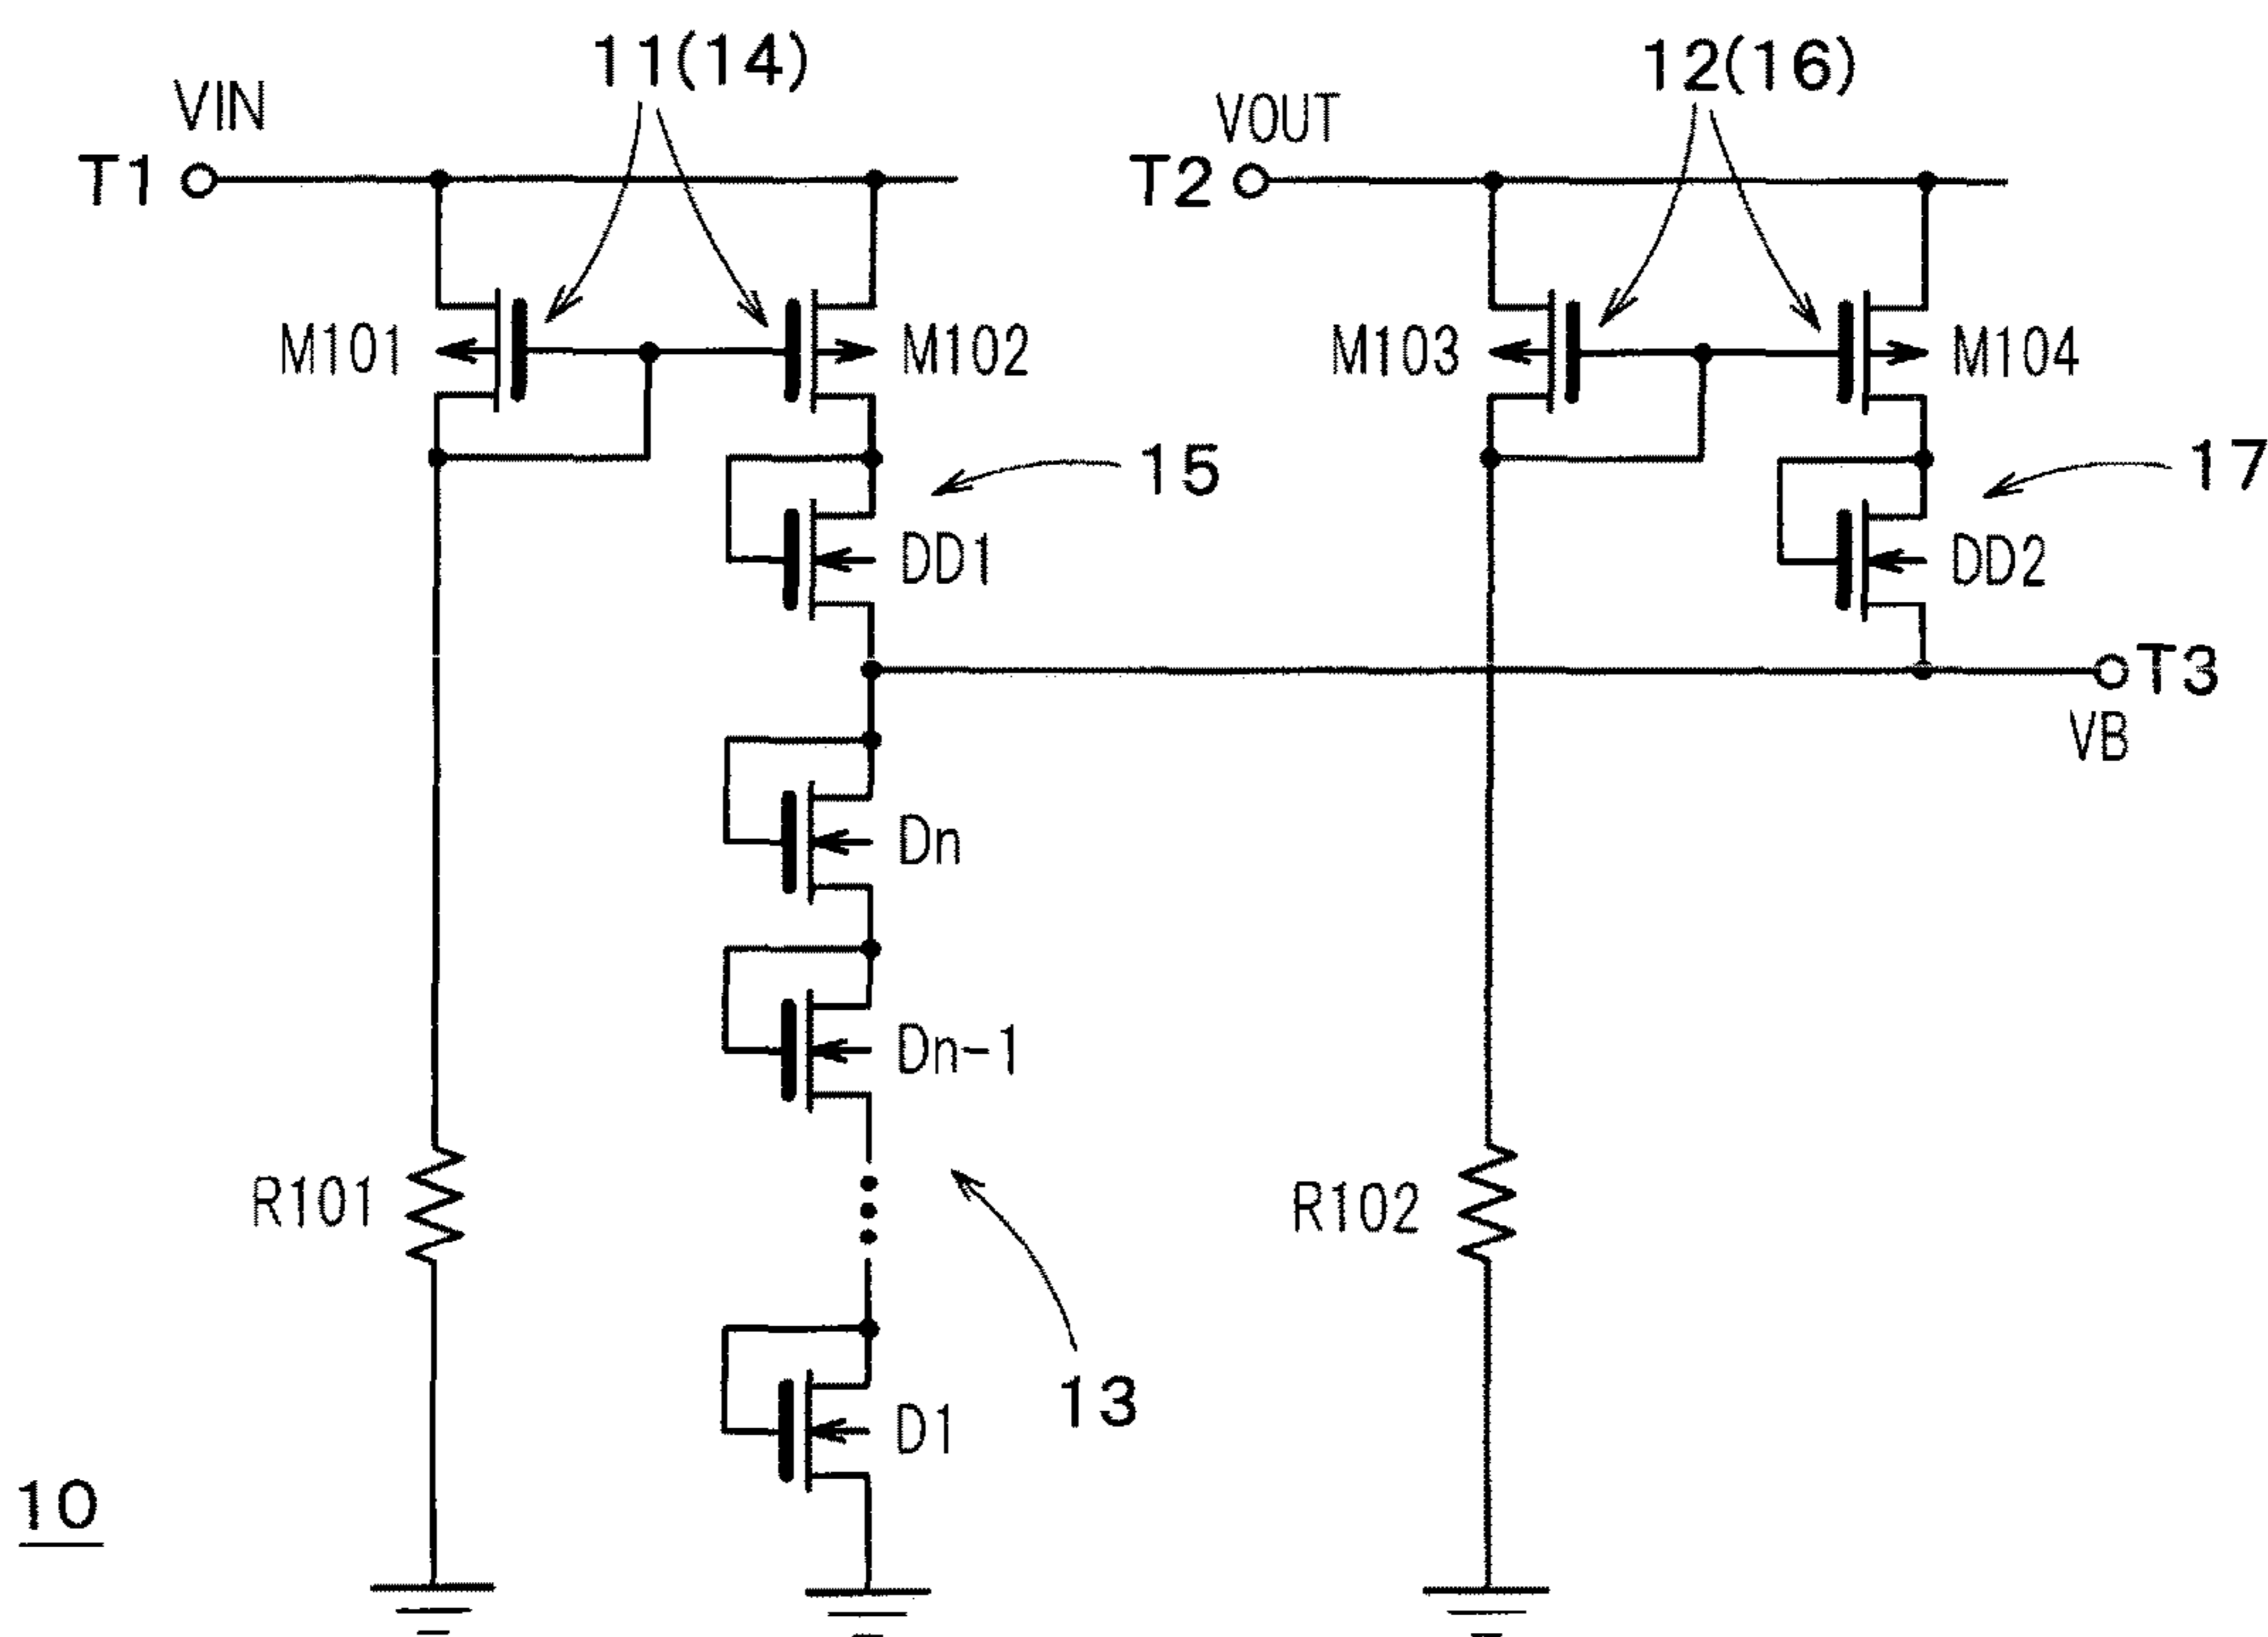 11(14)
12(16)
VIN
VOUT
T1
T2
M101
M102
M103
M104
15
17
DD1
DD2
T3
VB
Dn
Dn-1
R101
R102
13
D1
10